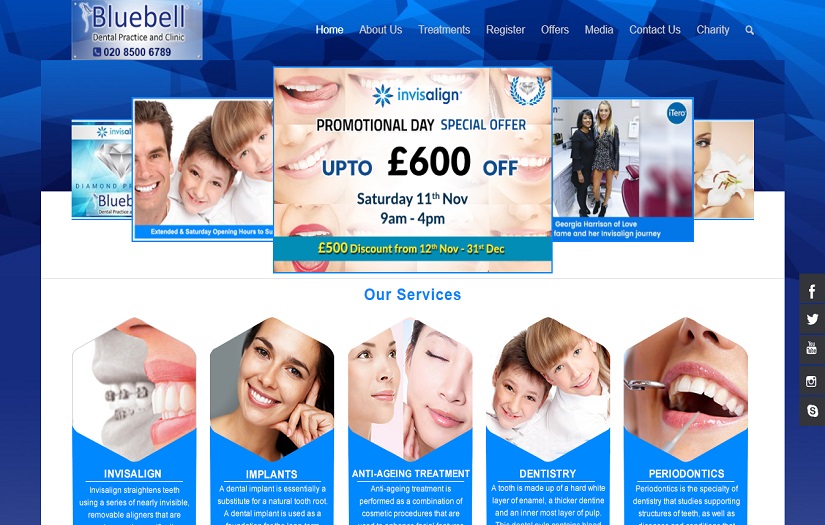 Bluebell
Dental Practice and Clinic
020 8500 6789
Home About Us Treatments Register Offers Media Contact Us Charity
invisalign
DIAMOND
Blueb
Dental Practice and
Extended & Saturday Opening Hours to Su
invisalign
PROMOTIONAL DAY SPECIAL OFFER
UPTO £600 OFF
Saturday 11th Nov
9am - 4pm
£500 Discount from 12th Nov - 31st Dec
iTero
Georgia Harrison of Love
fame and her Invisalign journey
Our Services
INVISALIGN
Invisalign straightens teeth
using a series of nearly invisible,
removable aligners that are
IMPLANTS
A dental implant is essentially a
substitute for a natural tooth root.
A dental implant is used as a
ANTI-AGEING TREATMENT
Anti-ageing treatment is
performed as a combination of
cosmetic procedures that are
DENTISTRY
A tooth is made up of a hard white
layer of enamel, a thicker dentine
and an inner most layer of pulp.
PERIODONTICS
Periodontics is the specialty of
dentistry that studies supporting
structures of teeth, as well as
You
Tube